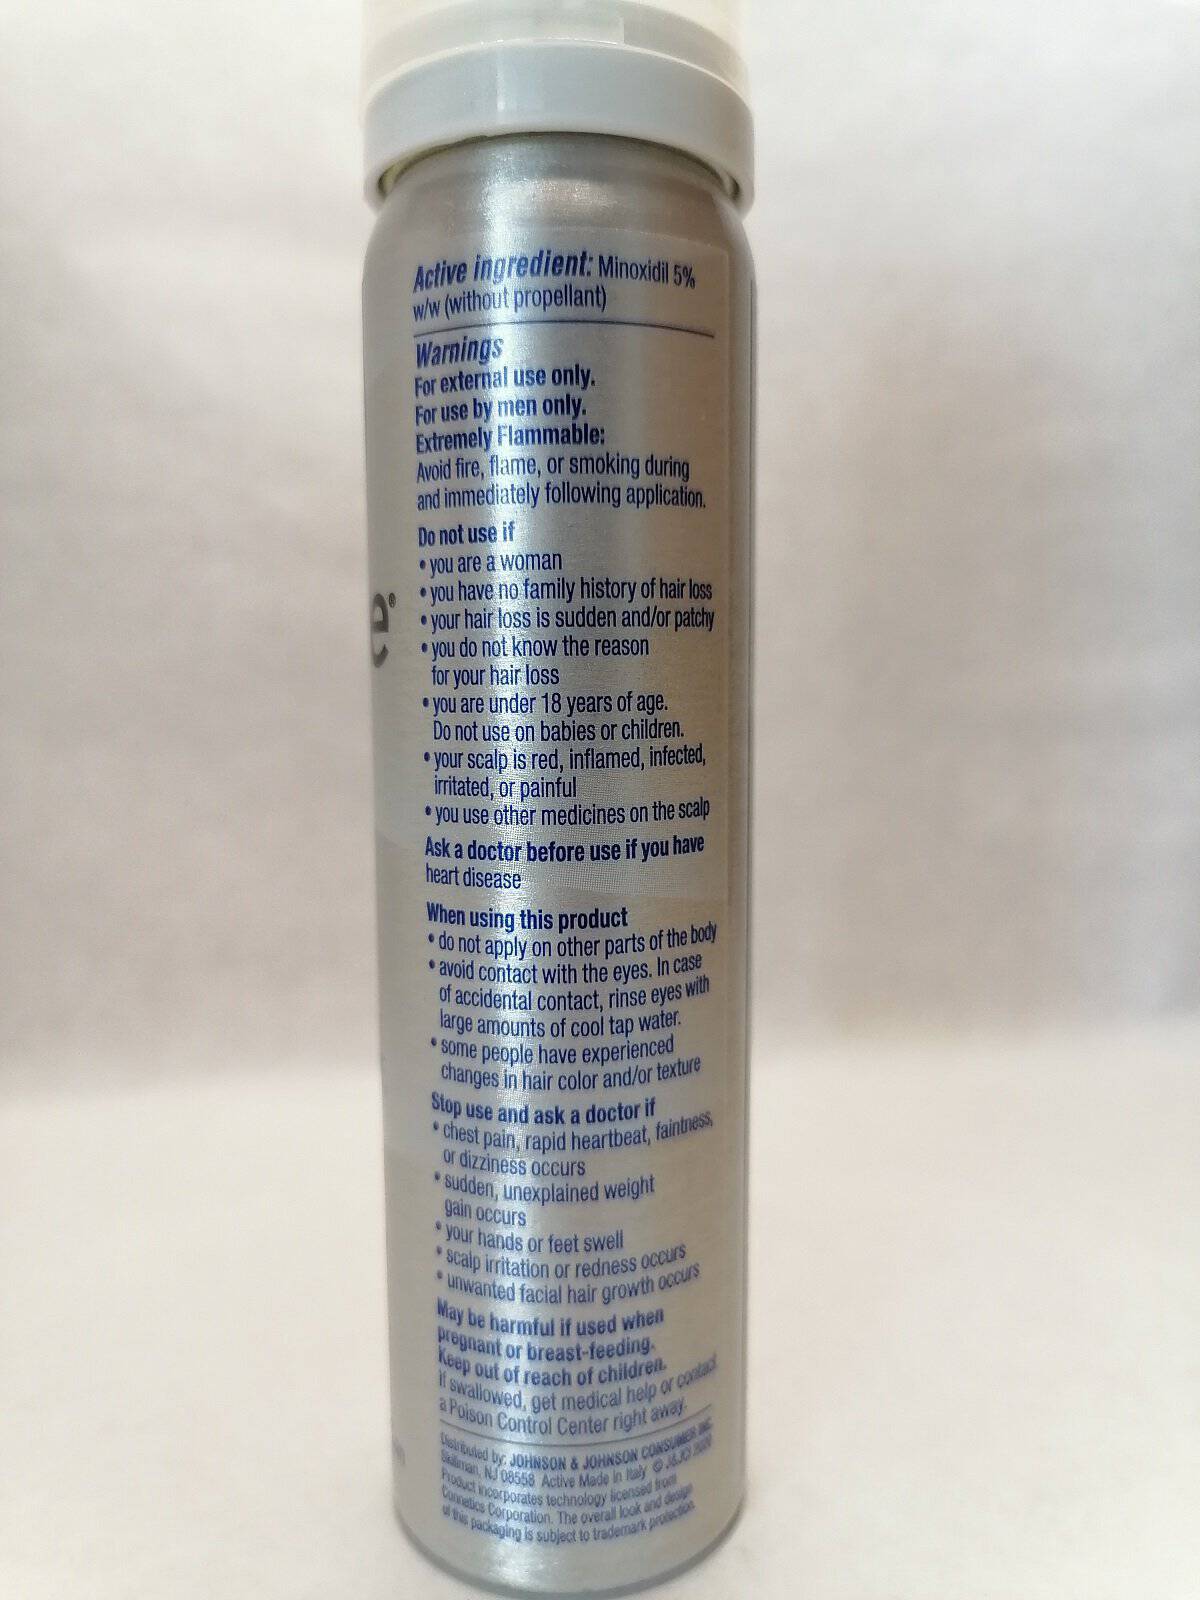 Active ingredient: Minoxidil 5%
w/w (without propellant)
Warnings
For external use only.
For use by men only.
Extremely Flammable:
Avoid fire, flame, or smoking during
and immediately following application.
Do not use if
• you are a woman
• you have no family history of hair loss
• your hair loss is sudden and/or patchy
• you do not know the reason
for your hair loss
• you are under 18 years of age.
Do not use on babies or children.
• your scalp is red, inflamed, infected,
irritated, or painful
• you use other medicines on the scalp
Ask a doctor before use if you have
heart disease
When using this product
• do not apply on other parts of the body
• avoid contact with the eyes. In case
of accidental contact, rinse eyes with
large amounts of cool tap water.
• some people have experienced
changes in hair color and/or texture
Stop use and ask a doctor if
• chest pain, rapid heartbeat, faintness,
or dizziness occurs
• sudden, unexplained weight
gain occurs
• your hands or feet swell
• scalp irritation or redness occurs
• unwanted facial hair growth occurs
May be harmful if used when
pregnant or breast-feeding.
Keep out of reach of children.
If swallowed, get medical help or contact
a Poison Control Center right away.
Distributed by: JOHNSON & JOHNSON CONSUMER INC.
Skillman, NJ 08558 Active Made in Italy © J&JCI 2020
Product incorporates technology licensed from
Connetics Corporation. The overall look and design
of this packaging is subject to trademark protection.
e®